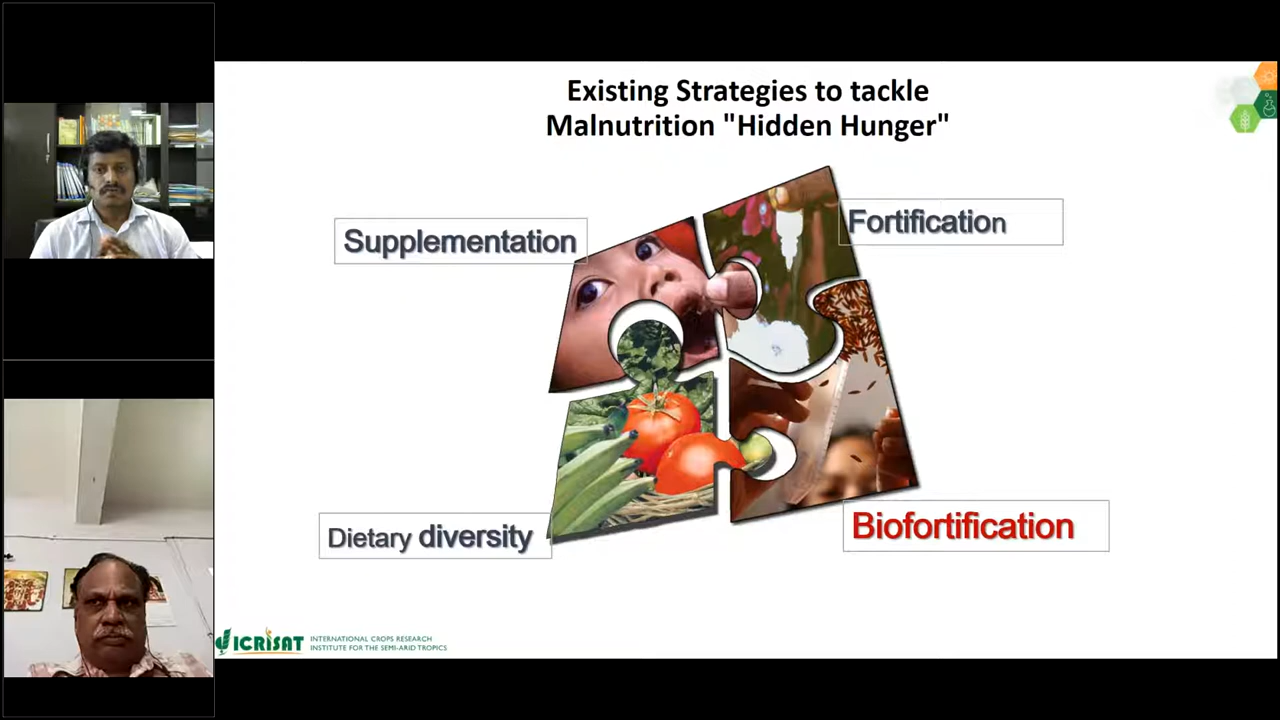 Existing Strategies to tackle
Malnutrition "Hidden Hunger"
Supplementation
Fortification
Dietary diversity
Biofortification
ICRISAT
INTERNATIONAL CROPS RESEARCH
INSTITUTE FOR THE SEMI-ARID TROPICS